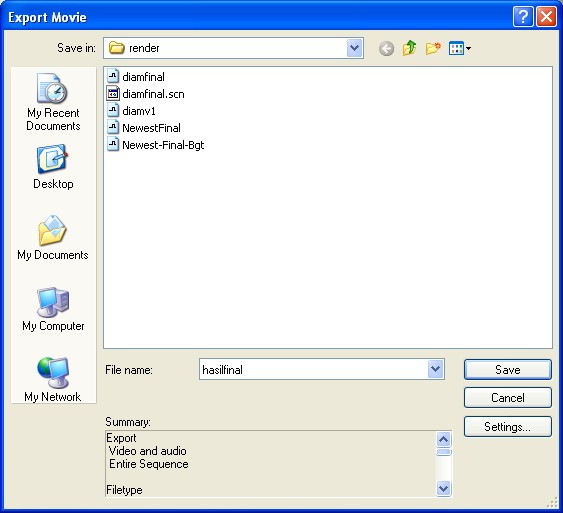 Export Movie
Save in: render
diamfinal
diamfinal.scn
diamv1
NewestFinal
Newest-Final-Bgt
My Recent
Documents
Desktop
My Documents
My Computer
My Network
File name: hasilfinal
Save
Cancel
Settings...
Summary:
Export
Video and audio
Entire Sequence
Filetype